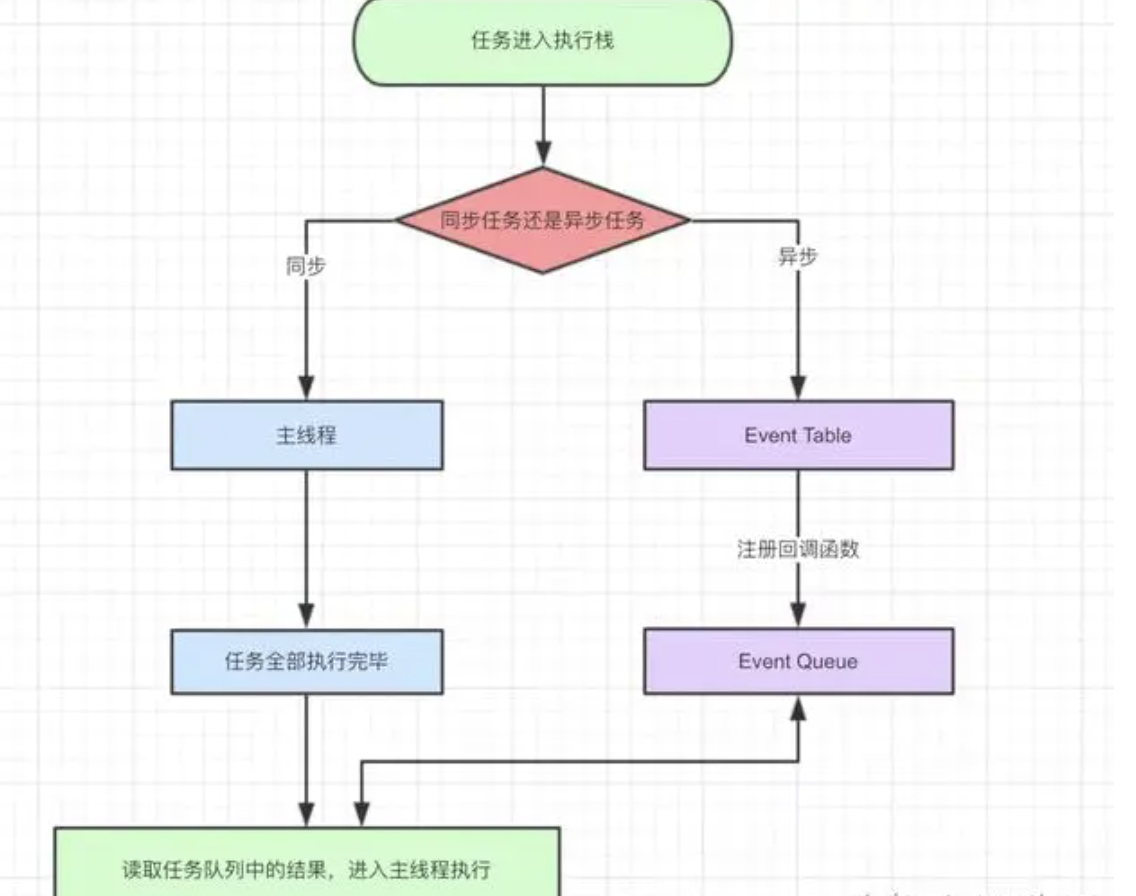 任务进入执行栈
同步任务还是异步任务
同步
异步
主线程
Event Table
注册回调函数
任务全部执行完毕
Event Queue
读取任务队列中的结果，进入主线程执行